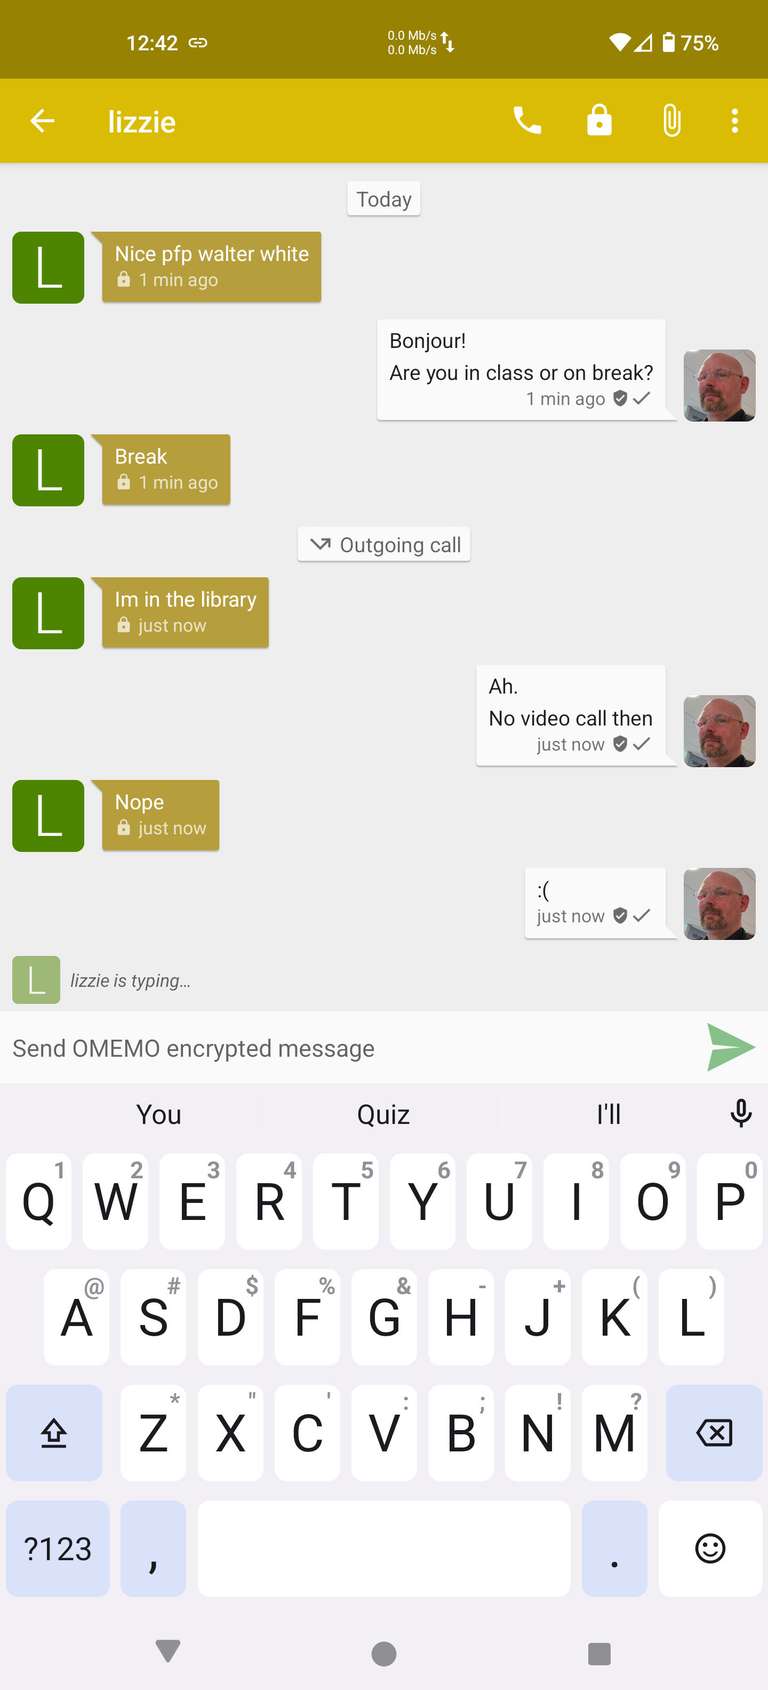 12:42
0.0 Mb/s
0.0 Mb/s
75%
lizzie
Today
L
Nice pfp walter white
1 min ago
Bonjour!
Are you in class or on break?
1 min ago
L
Break
1 min ago
Outgoing call
L
Im in the library
just now
Ah.
No video call then
just now
L
Nope
just now
:(
just now
L
lizzie is typing...
Send OMEMO encrypted message
You Quiz I'll
1 2 3 4 5 6 7 8 9 0
Q W E R T Y U I O P
@ # $ % & - + ( )
A S D F G H J K L
* " ' : ; ! ?
Z X C V B N M
?123 , .